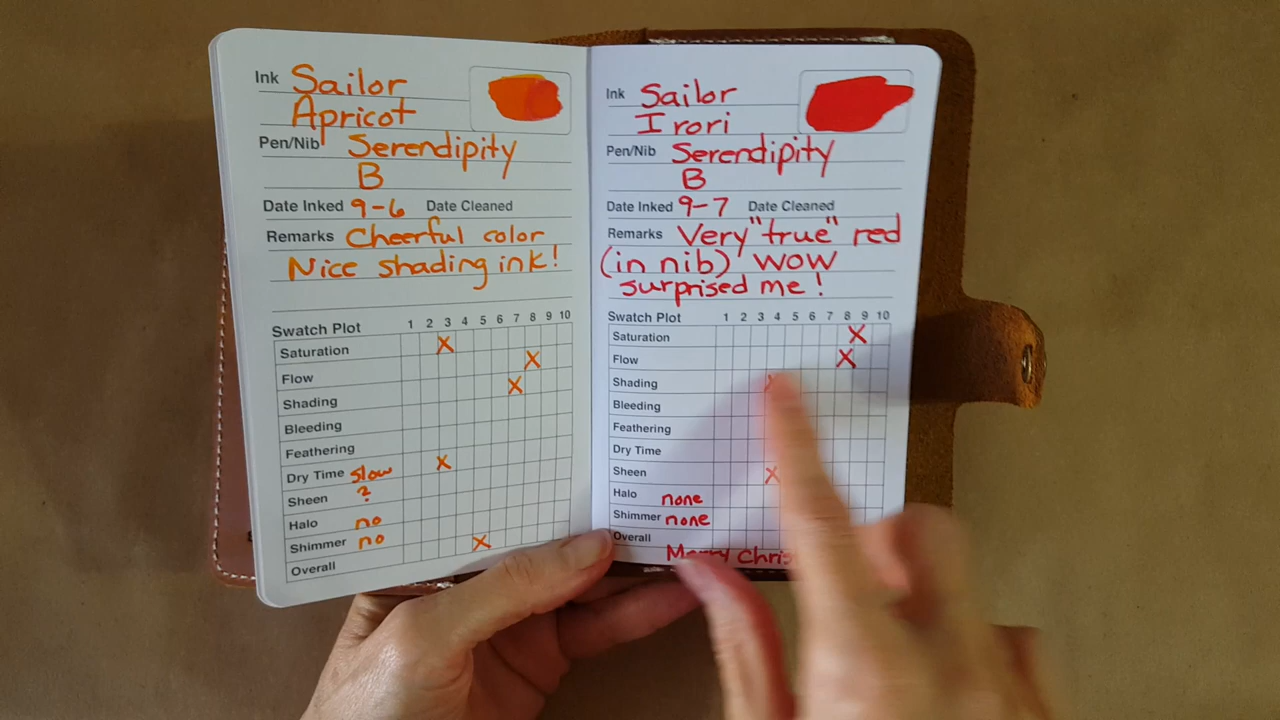 Ink Sailor
Apricot
Pen/Nib Serendipity
B
Date Inked 9-6 Date Cleaned
Remarks Cheerful color
Nice shading ink!
Swatch Plot 1 2 3 4 5 6 7 8 9 10
Saturation X
Flow X
Shading X
Bleeding
Feathering
Dry Time slow X
Sheen ?
Halo no
Shimmer no X
Overall
Ink Sailor
Irori
Pen/Nib Serendipity
B
Date Inked 9-7 Date Cleaned
Remarks Very "true" red
(in nib) WOW
surprised me!
Swatch Plot 1 2 3 4 5 6 7 8 9 10
Saturation X
Flow X
Shading X
Bleeding
Feathering
Dry Time
Sheen X
Halo none
Shimmer none
Overall
Merry Chris